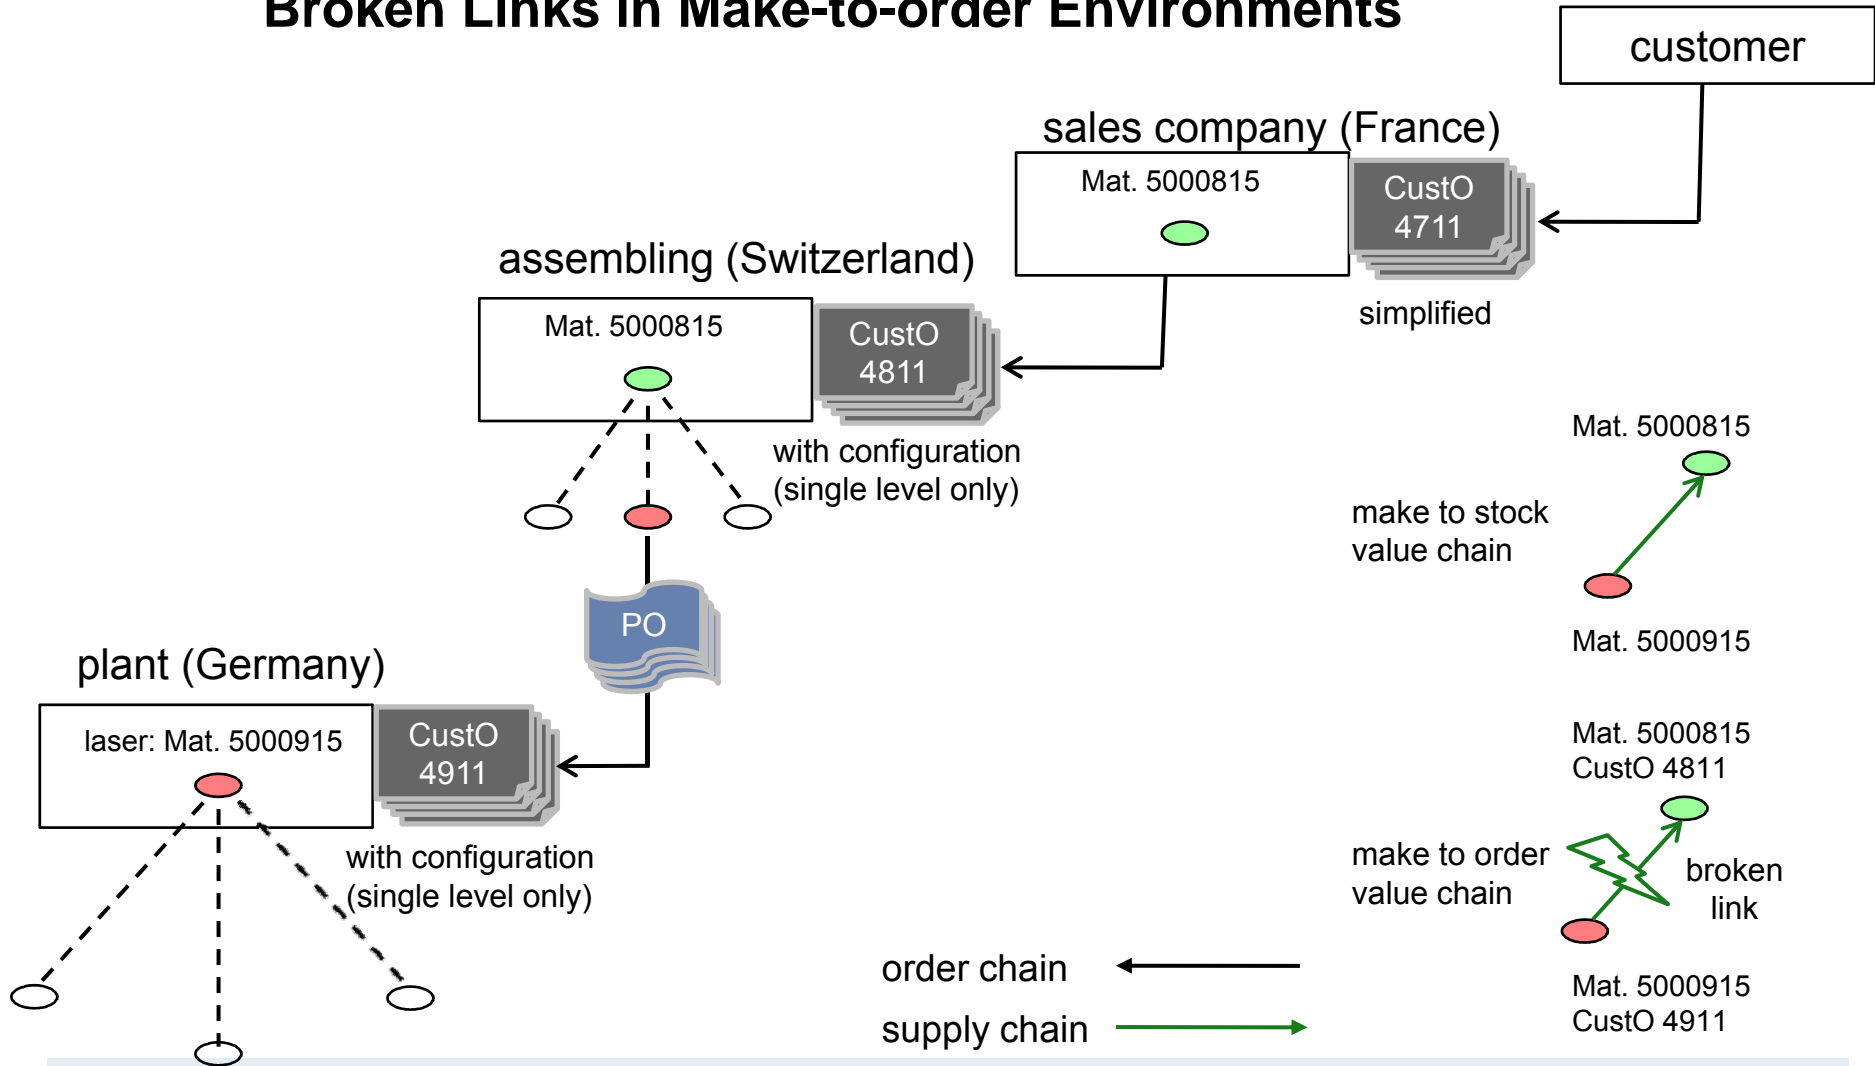 Broken Links in Make-to-order Environments
customer
sales company (France)
Mat. 5000815
CustO
4711
simplified
assembling (Switzerland)
Mat. 5000815
CustO
4811
with configuration
(single level only)
PO
plant (Germany)
laser: Mat. 5000915
CustO
4911
with configuration
(single level only)
Mat. 5000815
make to stock
value chain
Mat. 5000915
Mat. 5000815
CustO 4811
make to order
value chain
broken
link
Mat. 5000915
CustO 4911
order chain
supply chain